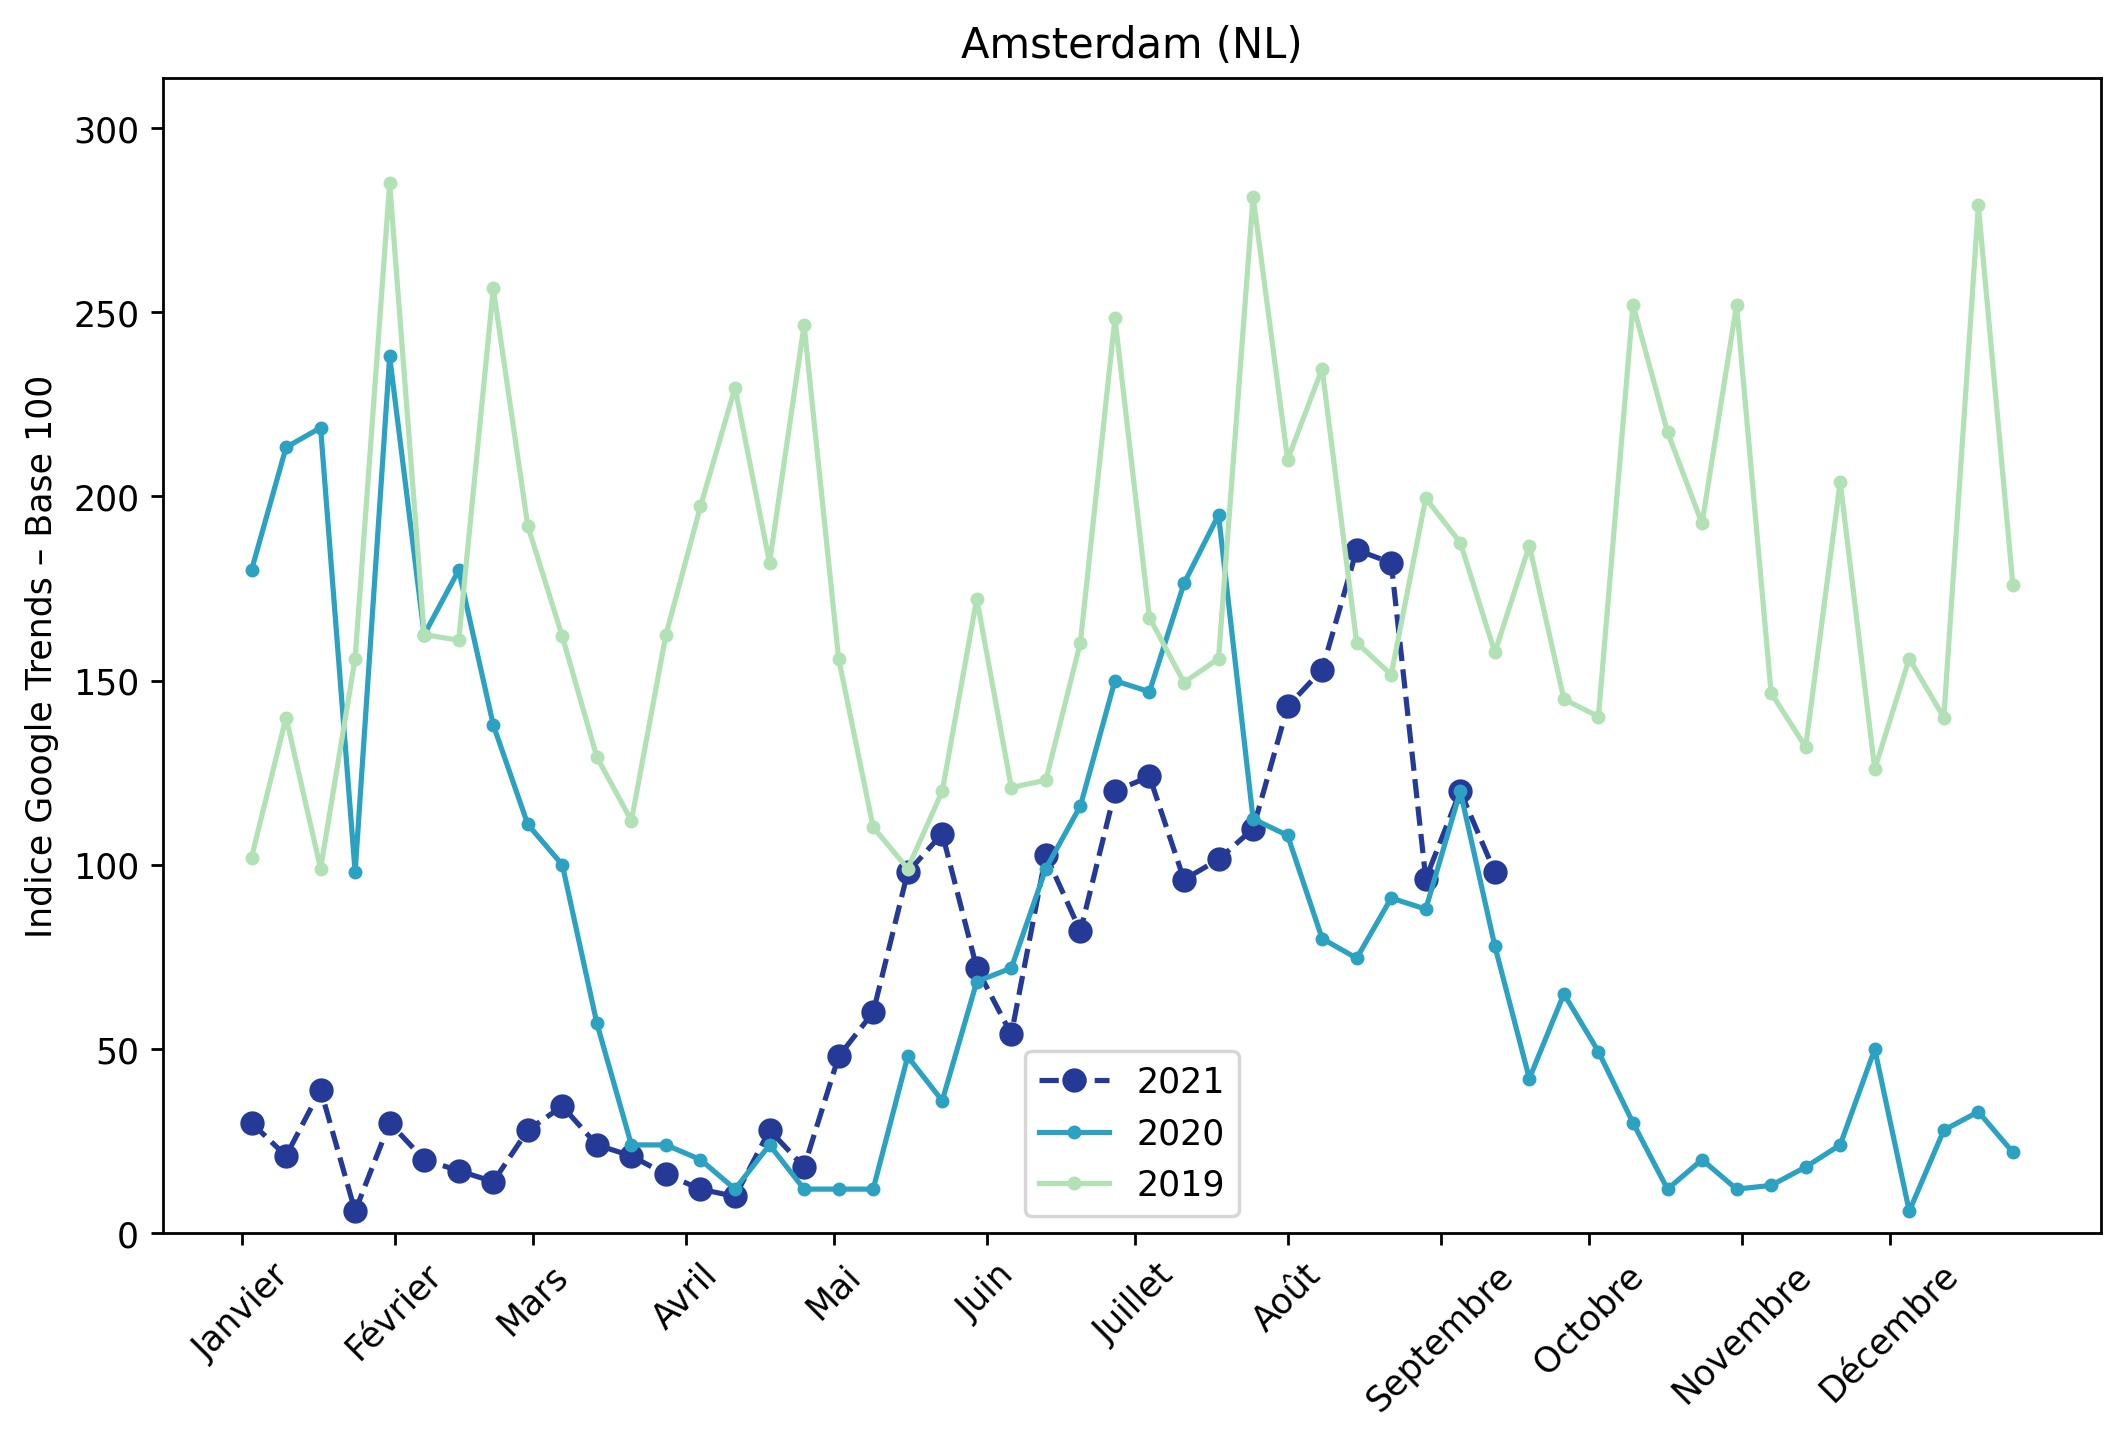 Amsterdam (NL)
Indice Google Trends – Base 100
300
250
200
150
100
50
0
2021
2020
2019
Janvier
Février
Mars
Avril
Mai
Juin
Juillet
Août
Septembre
Octobre
Novembre
Décembre